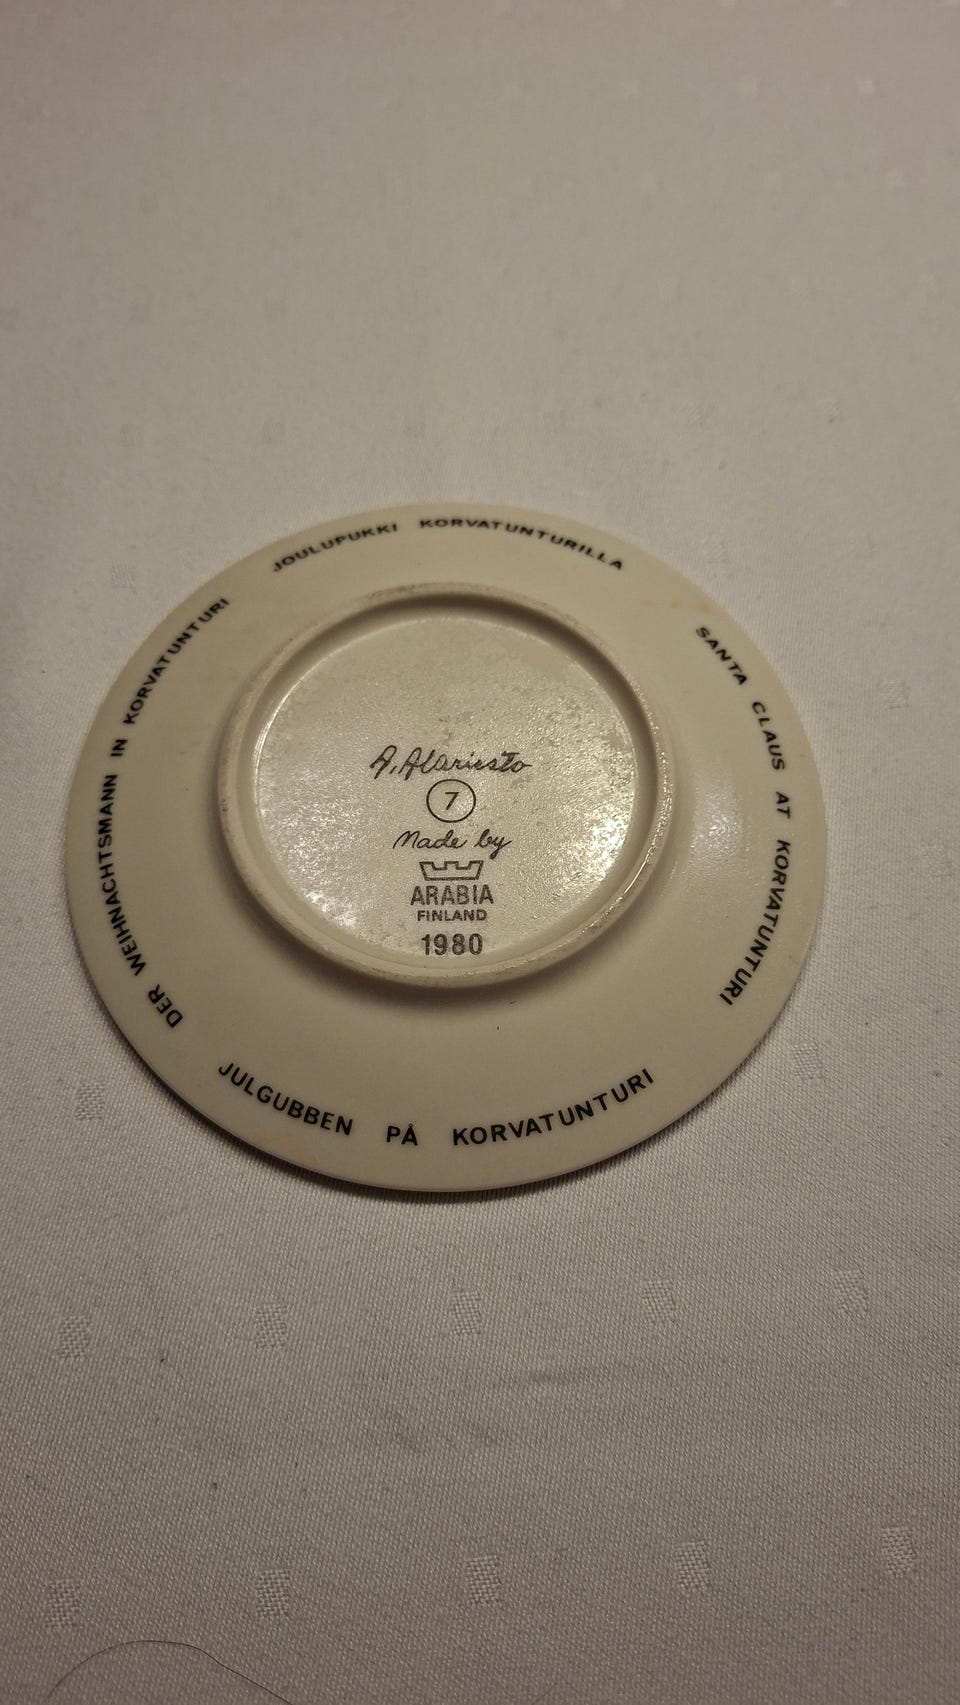 JOULUPUKKI KORVATUNTURILLA
SANTA CLAUS AT KORVATUNTURI
JULGUBBEN PÅ KORVATUNTURI
DER WEIHNACHTSMANN IN KORVATUNTURI
A. Alariesto
7
Made by
ARABIA
FINLAND
1980